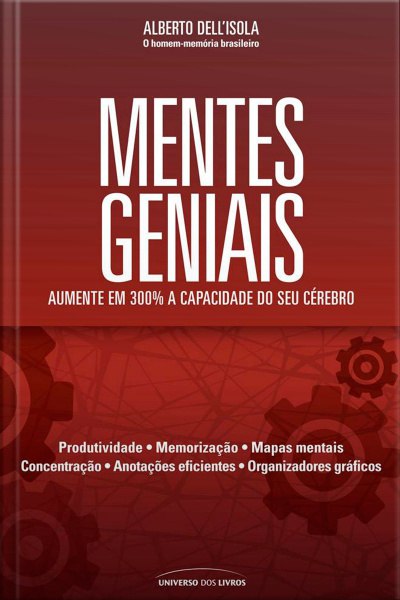 ALBERTO DELL'ISOLA
O homem-memória brasileiro
MENTES
GENIAIS
AUMENTE EM 300% A CAPACIDADE DO SEU CÉREBRO
Produtividade • Memorização • Mapas mentais
Concentração • Anotações eficientes • Organizadores gráficos
UNIVERSO DOS LIVROS